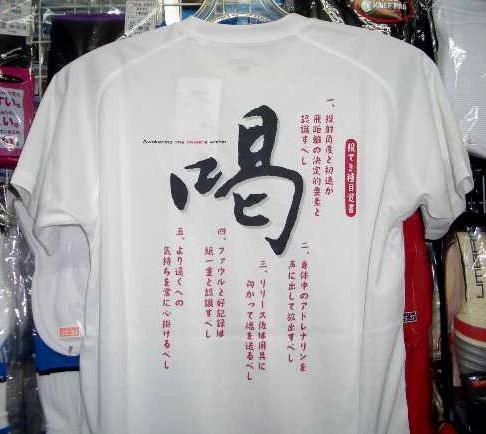 投てき種目覚書
一、投射角度と初速が
飛距離の決定的要素と
認識すべし
喝
二、身体中のアドレナリンを
声に出して放出すべし
三、リリース後は用具に
向かって魂を送るべし
四、ファウルと好記録は
紙一重と認識すべし
五、より遠くへの
気持ちを常に心掛けるべし
KNEE PAD